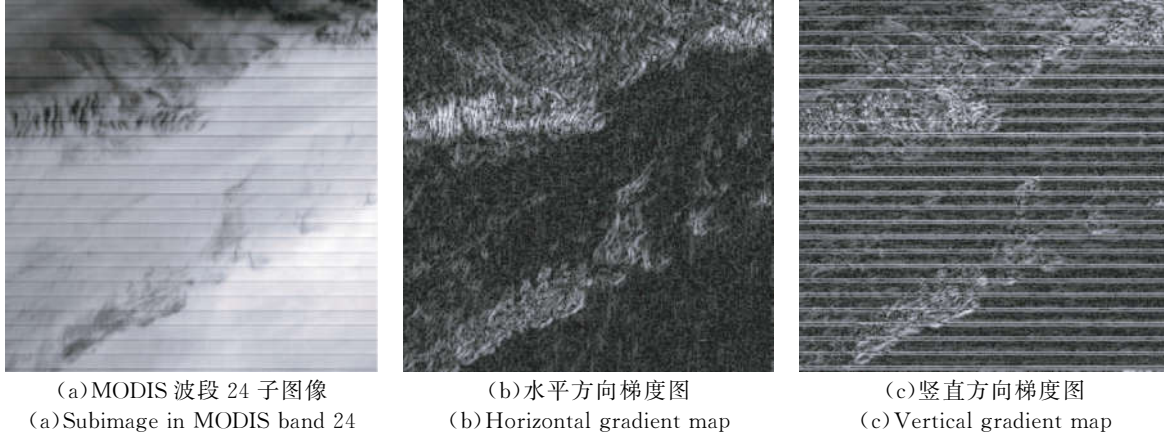 (a)MODIS 波段 24 子图像
(b)水平方向梯度图
(c)竖直方向梯度图
(a)Subimage in MODIS band 24
(b)Horizontal gradient map
(c)Vertical gradient map